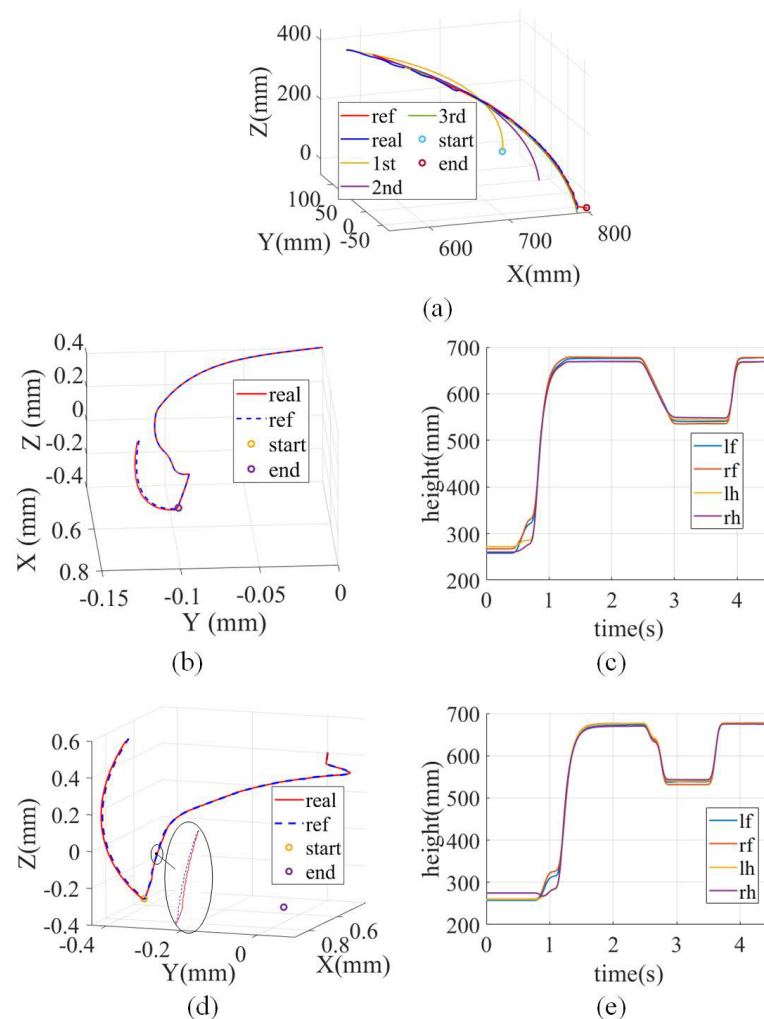 400
200
0
Z(mm)
ref
3rd
real
start
1st
end
2nd
100
50
0
-50
Y(mm)
600
700
800
X(mm)
(a)
0.4
0.2
0
-0.2
-0.4
Z (mm)
real
ref
start
end
0.6
0.8
X (mm)
-0.15
-0.1
-0.05
0
Y (mm)
(b)
700
600
500
400
300
200
height(mm)
lf
rf
lh
rh
0 1 2 3 4
time(s)
(c)
0.6
0.4
0.2
0
-0.2
-0.4
Z(mm)
real
ref
start
end
-0.4
-0.2
0
Y(mm)
0.8
0.6
X(mm)
(d)
700
600
500
400
300
200
height(mm)
lf
rf
lh
rh
0 1 2 3 4
time(s)
(e)